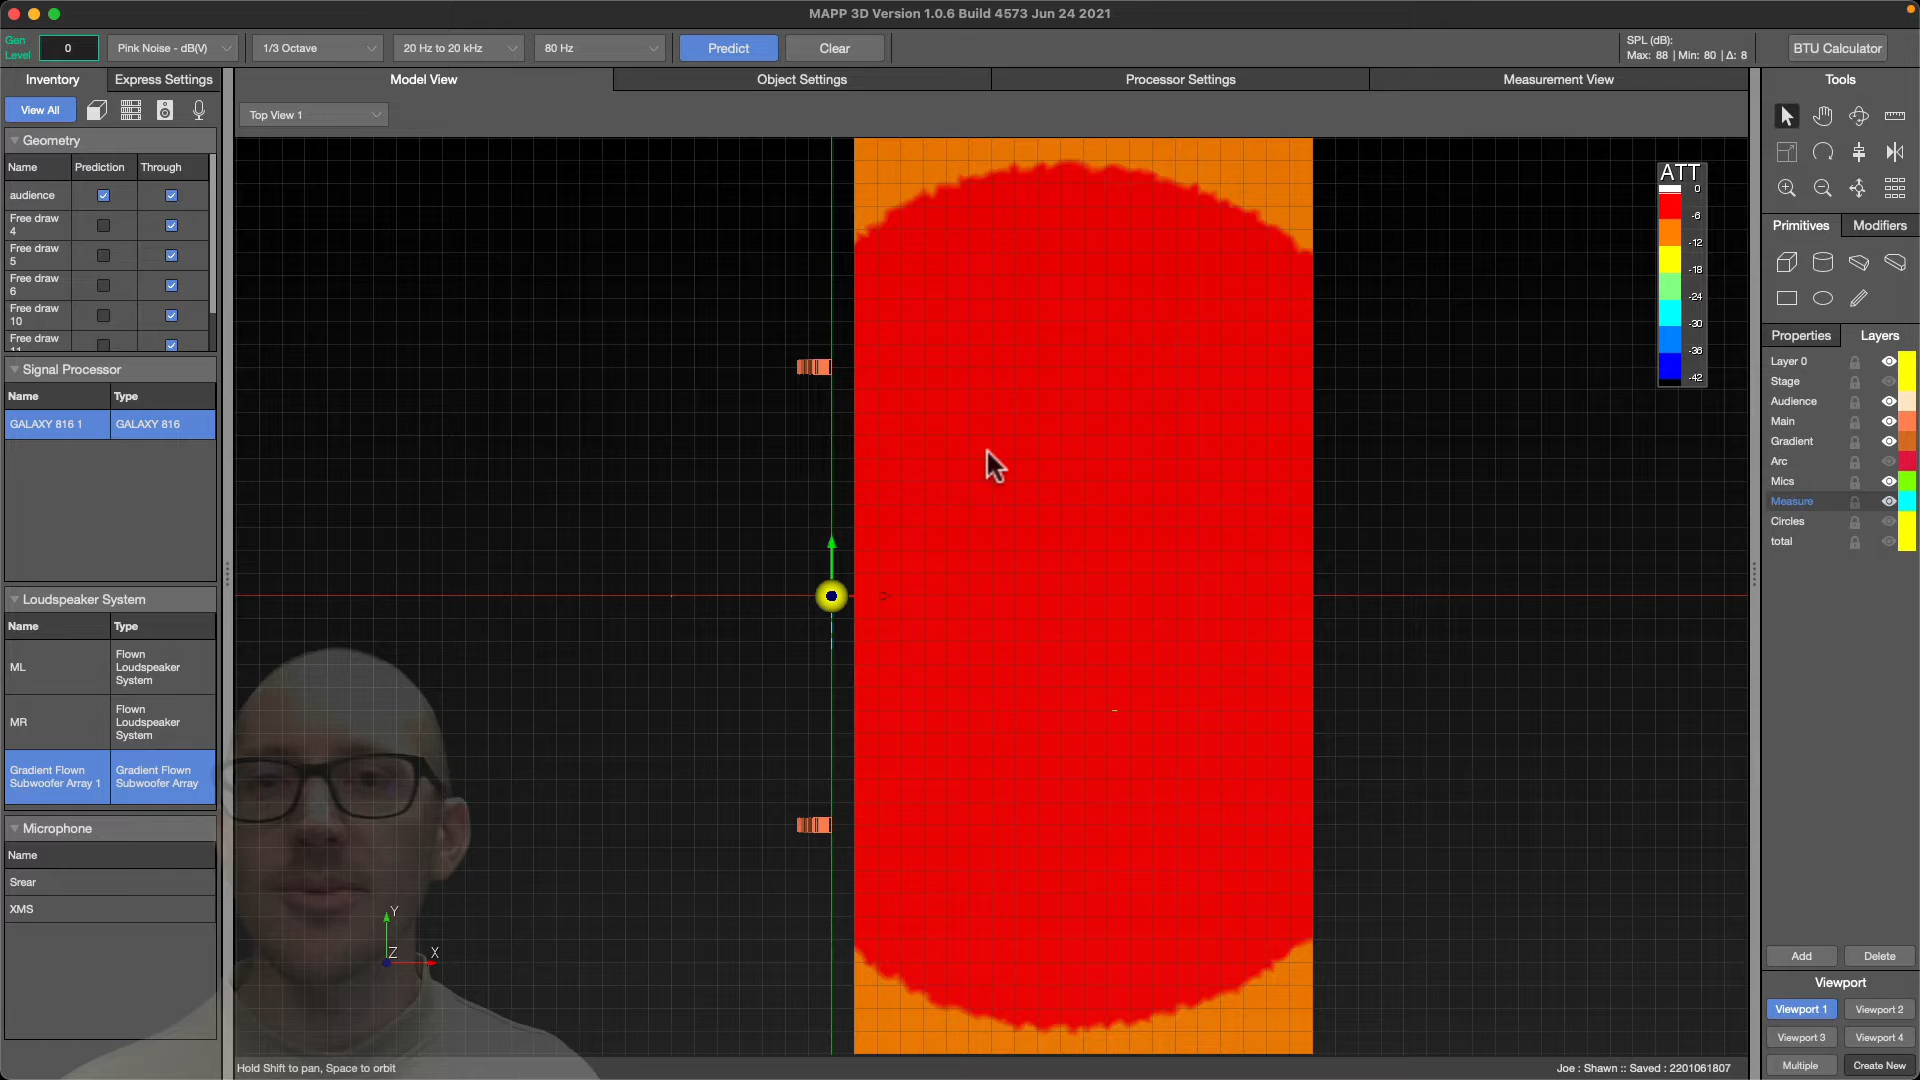 MAPP 3D Version 1.0.6 Build 4573 Jun 24 2021
Gen
Level
0
Pink Noise - dB(V)
1/3 Octave
20 Hz to 20 kHz
80 Hz
Predict
Clear
SPL (dB):
Max: 88 | Min: 80 | Δ: 8
BTU Calculator
Inventory
Express Settings
Model View
Object Settings
Processor Settings
Measurement View
Tools
View All
Top View 1
Geometry
Name
Prediction
Through
audience
Free draw
4
Free draw
5
Free draw
6
Free draw
10
Free draw
Signal Processor
Name
Type
GALAXY 816 1
GALAXY 816
Loudspeaker System
Name
Type
ML
Flown
Loudspeaker
System
MR
Flown
Loudspeaker
System
Gradient Flown
Subwoofer Array 1
Gradient Flown
Subwoofer Array
Microphone
Name
Srear
XMS
Y
Z
X
ATT
0
-6
-12
-18
-24
-30
-36
-42
Primitives
Modifiers
Properties
Layers
Layer 0
Stage
Audience
Main
Gradient
Arc
Mics
Measure
Circles
total
Add
Delete
Viewport
Viewport 1
Viewport 2
Viewport 3
Viewport 4
Multiple
Create New
Hold Shift to pan, Space to orbit
Joe : Shawn :: Saved : 2201061807